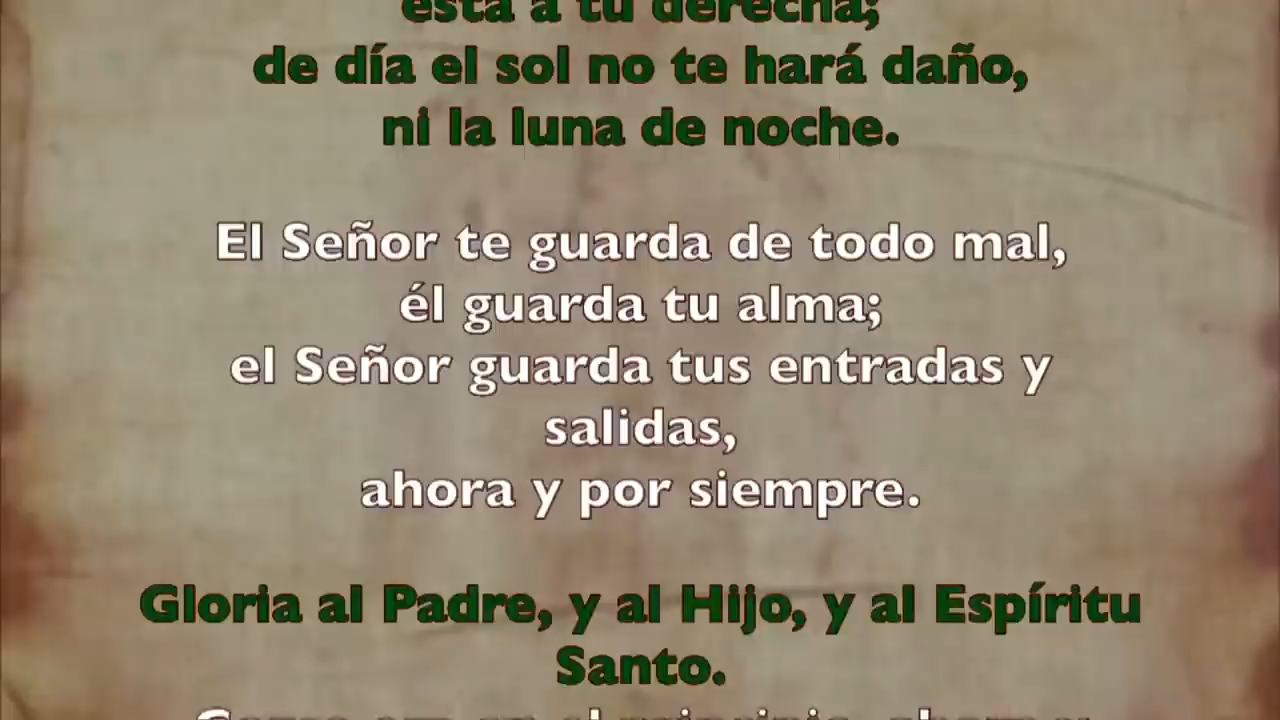 está a tu derecha;
de día el sol no te hará daño,
ni la luna de noche.
El Señor te guarda de todo mal,
él guarda tu alma;
el Señor guarda tus entradas y
salidas,
ahora y por siempre.
Gloria al Padre, y al Hijo, y al Espíritu
Santo.